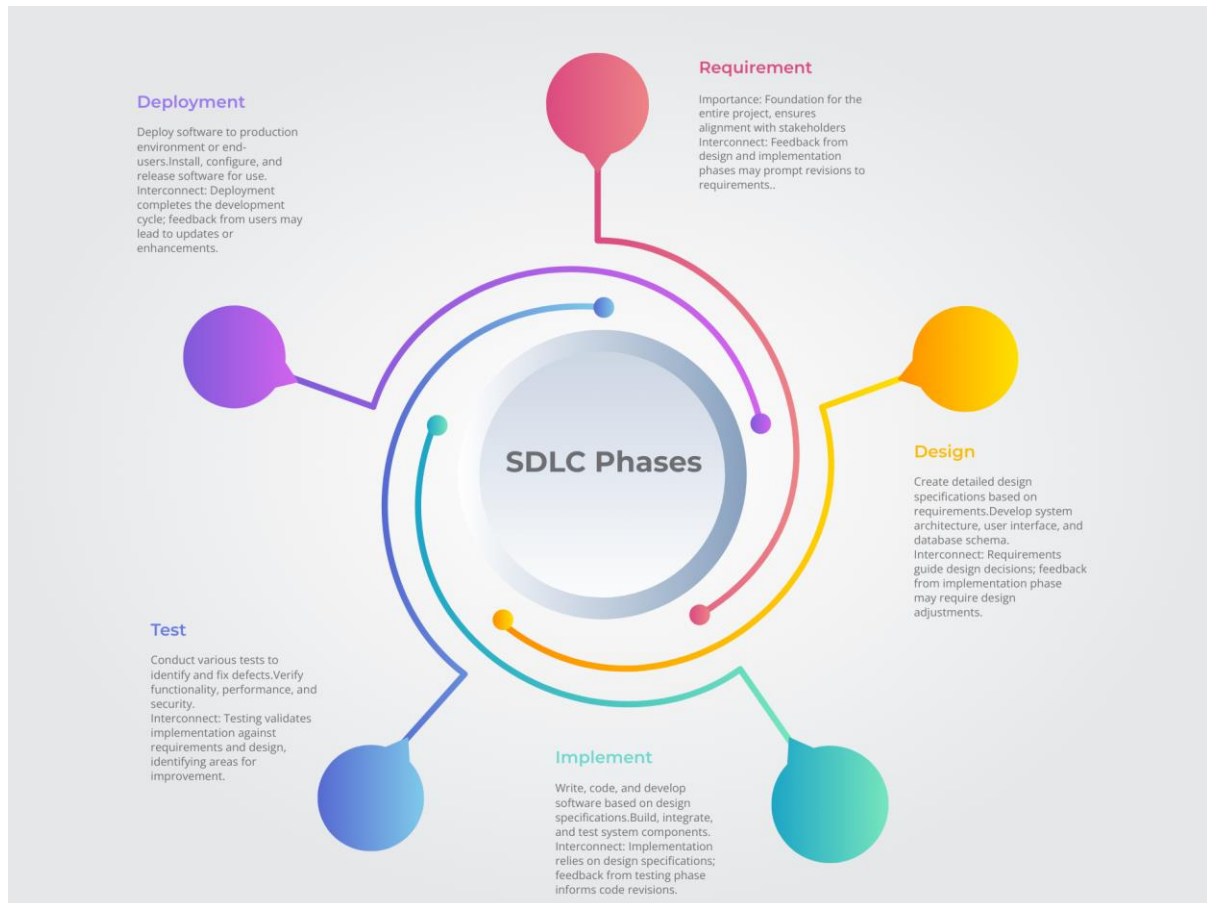 Requirement
Importance: Foundation for the
entire project, ensures
alignment with stakeholders
Interconnect: Feedback from
design and implementation
phases may prompt revisions to
requirements..
Deployment
Deploy software to production
environment or end-
users.Install, configure, and
release software for use.
Interconnect: Deployment
completes the development
cycle; feedback from users may
lead to updates or
enhancements.
SDLC Phases
Design
Create detailed design
specifications based on
requirements.Develop system
architecture, user interface, and
database schema.
Interconnect: Requirements
guide design decisions; feedback
from implementation phase
may require design
adjustments.
Test
Conduct various tests to
identify and fix defects.Verify
functionality, performance, and
security.
Interconnect: Testing validates
implementation against
requirements and design,
identifying areas for
improvement.
Implement
Write, code, and develop
software based on design
specifications.Build, integrate,
and test system components.
Interconnect: Implementation
relies on design specifications;
feedback from testing phase
informs code revisions.